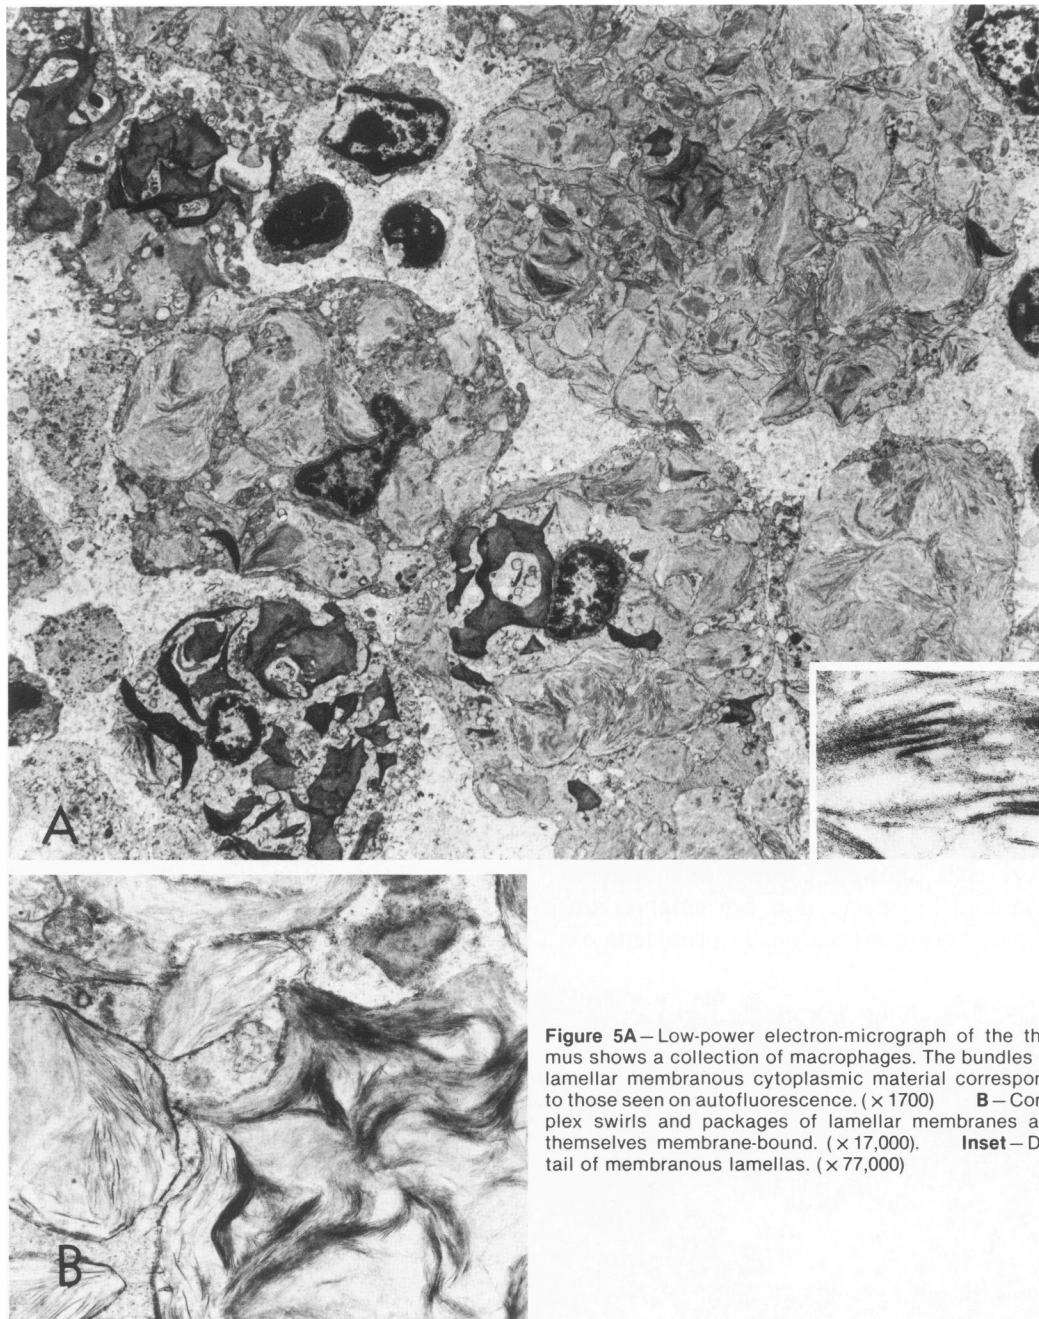 A
B
Figure 5A—Low-power electron-micrograph of the th
mus shows a collection of macrophages. The bundles
lamellar membranous cytoplasmic material correspon
to those seen on autofluorescence. (×1700) B—Con
plex swirls and packages of lamellar membranes a
themselves membrane-bound. (×17,000). Inset—D
tail of membranous lamellas. (×77,000)